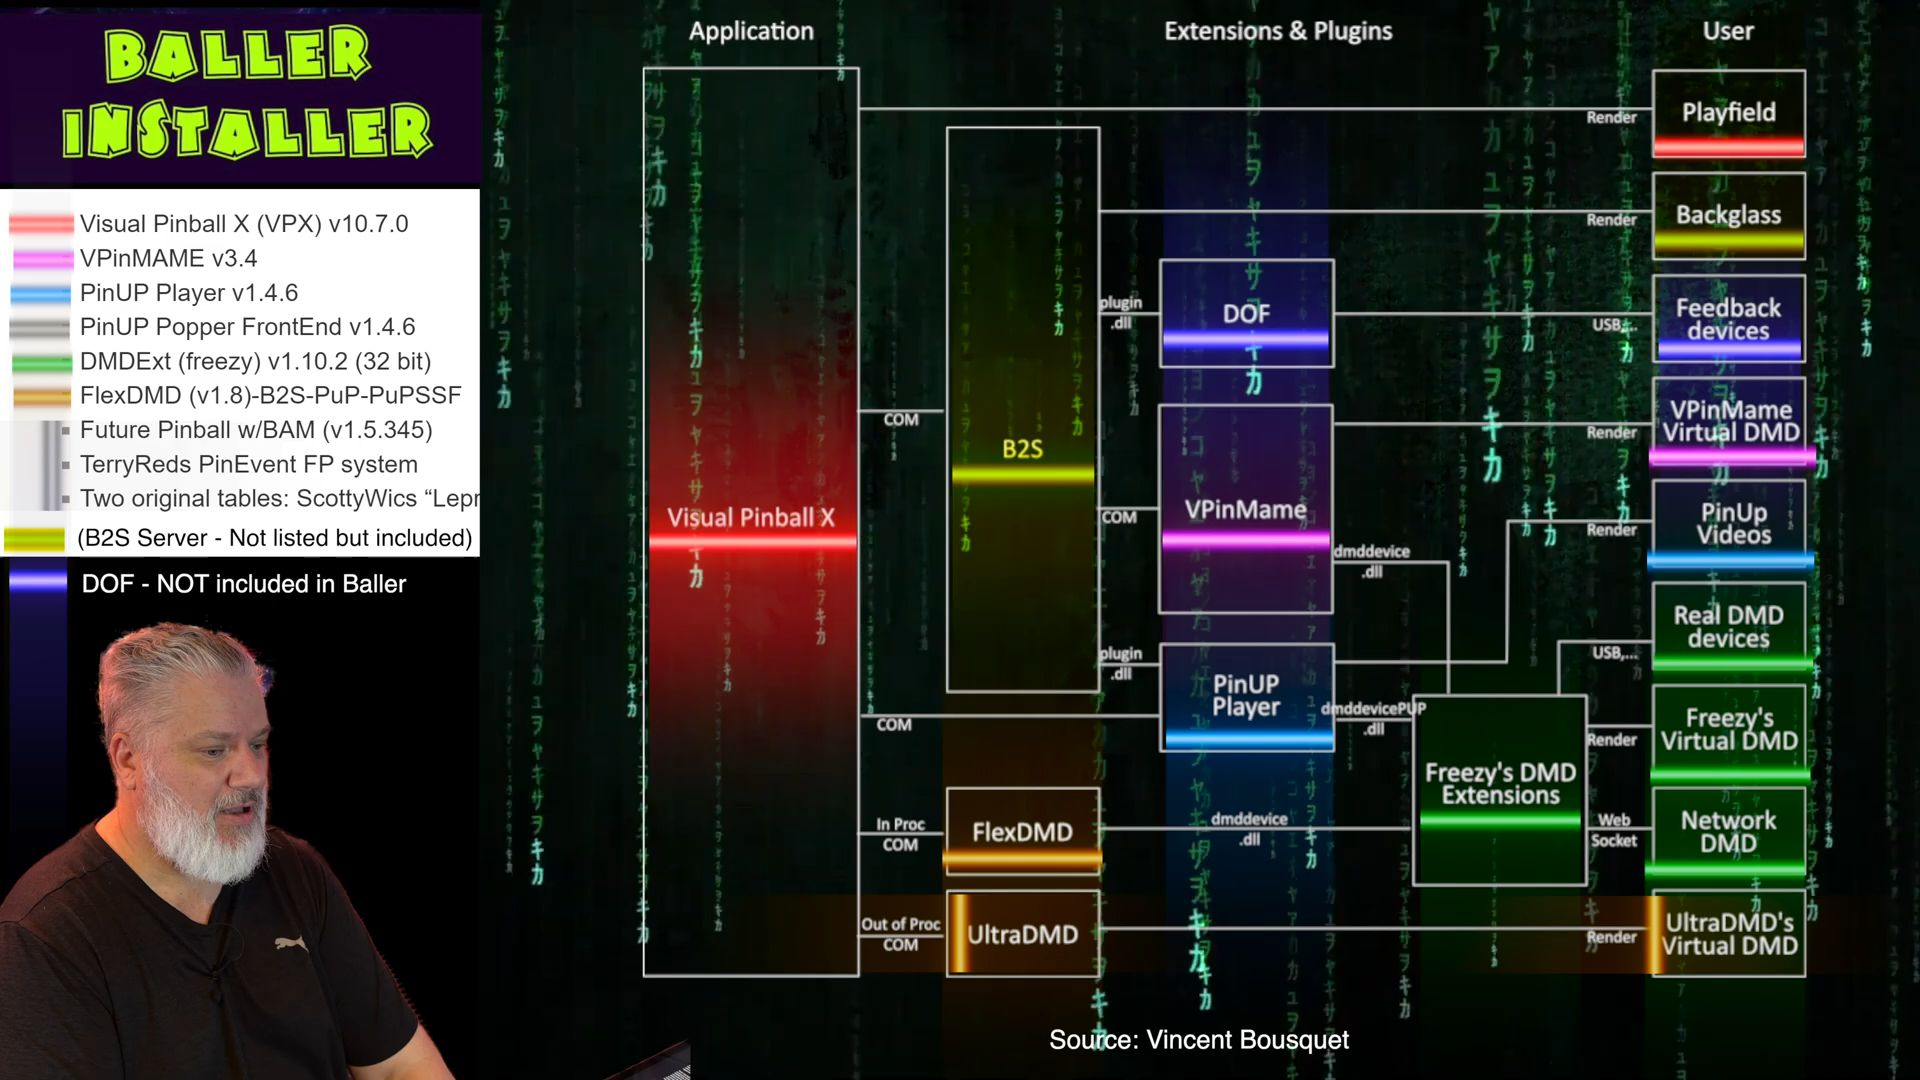 BALLER
INSTALLER
Visual Pinball X (VPX) v10.7.0
VPinMAME v3.4
PinUP Player v1.4.6
PinUP Popper FrontEnd v1.4.6
DMDExt (freezy) v1.10.2 (32 bit)
FlexDMD (v1.8)-B2S-PuP-PuPSSF
Future Pinball w/BAM (v1.5.345)
TerryReds PinEvent FP system
Two original tables: ScottyWics “Lepr
(B2S Server - Not listed but included)
DOF - NOT included in Baller
Application
Extensions & Plugins
User
Render
Playfield
Render
Backglass
plugin
.dll
DOF
USB,...
Feedback
devices
COM
B2S
Render
VPinMame
Virtual DMD
Visual Pinball X
COM
VPinMame
dmddevice
.dll
Render
PinUp
Videos
plugin
.dll
USB,...
Real DMD
devices
COM
PinUP
Player
dmddevicePUP
.dll
Render
Freezy's
Virtual DMD
Freezy's DMD
Extensions
In Proc
COM
FlexDMD
dmddevice
.dll
Web
Socket
Network
DMD
Out of Proc
COM
UltraDMD
Render
UltraDMD's
Virtual DMD
Source: Vincent Bousquet